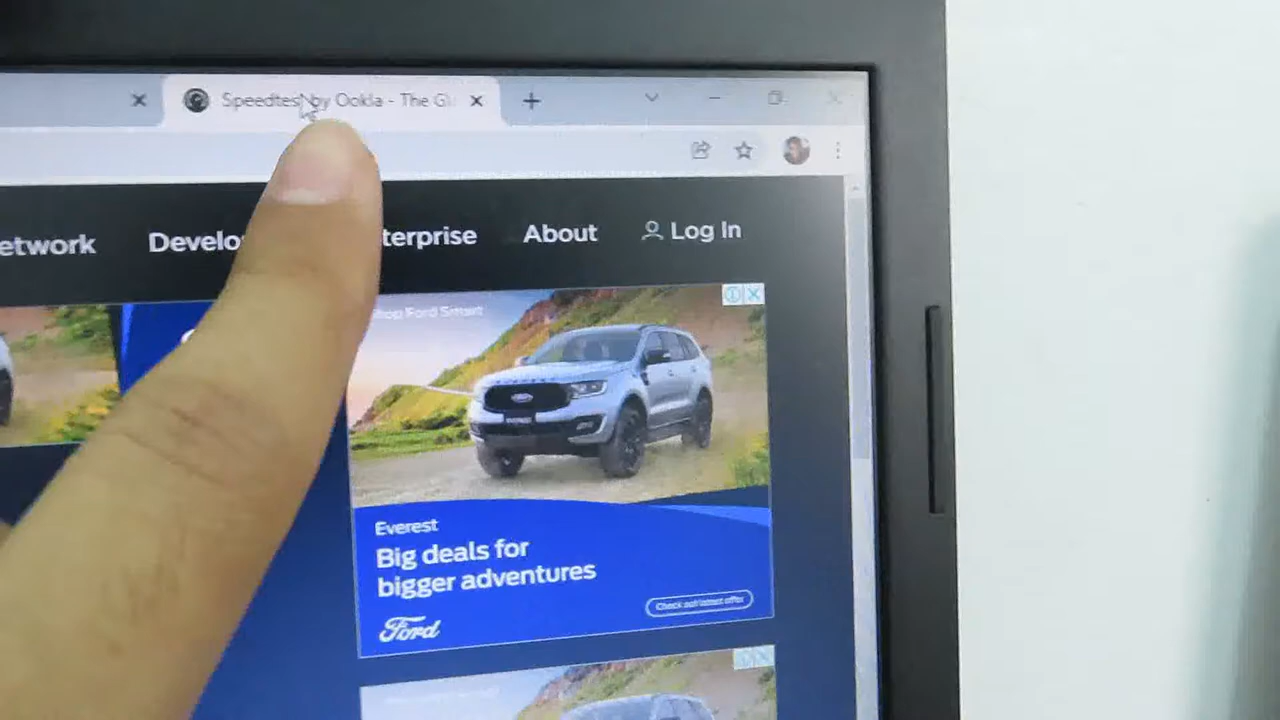 Speedtest by Ookla - The Gl
etwork Develo terprise About Log In
Shop Ford Smart
Everest
Big deals for
bigger adventures
Check out latest offer
Ford